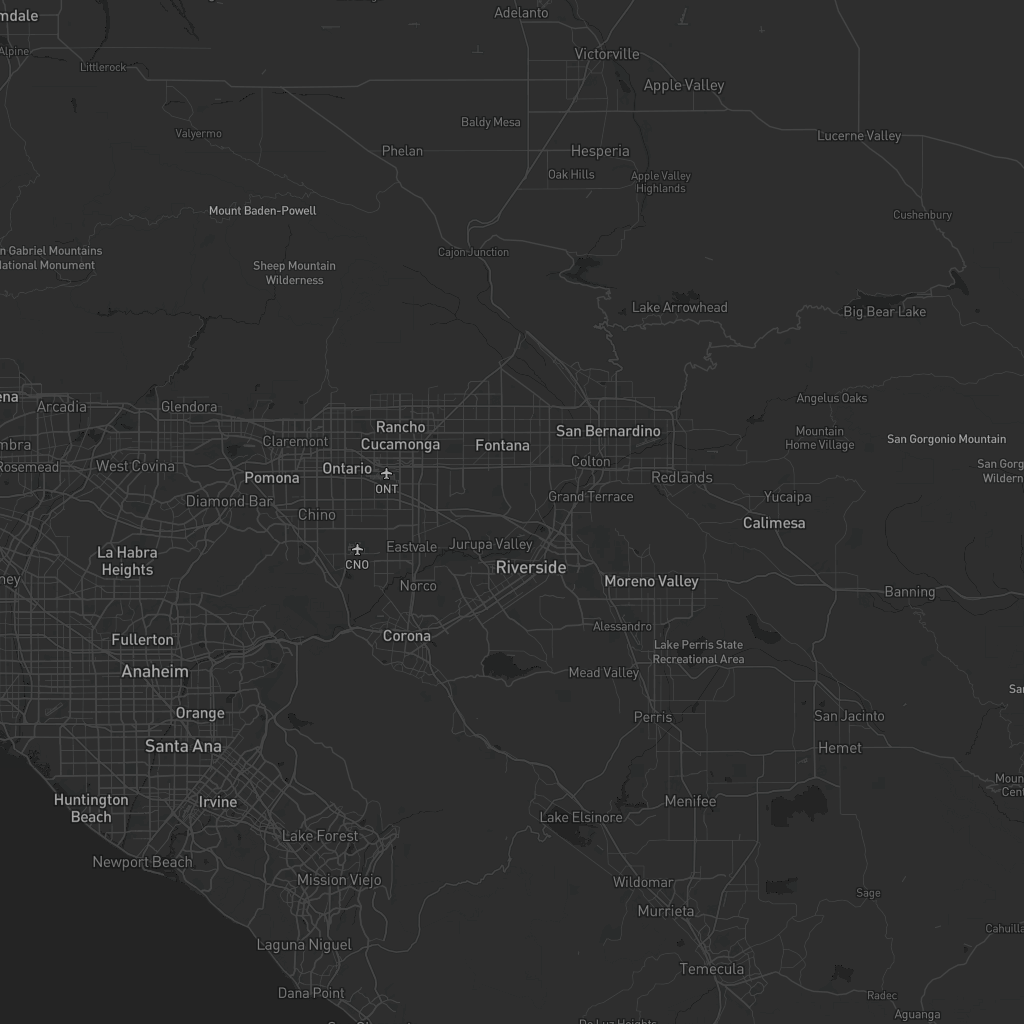 Adelanto
mdale
Victorville
Alpine
Littlerock
Apple Valley
Baldy Mesa
Valyermo
Lucerne Valley
Phelan
Hesperia
Oak Hills
Apple Valley
Highlands
Mount Baden-Powell
Cushenbury
n Gabriel Mountains
National Monument
Cajon Junction
Sheep Mountain
Wilderness
Lake Arrowhead
Big Bear Lake
ena
Arcadia
Glendora
Angelus Oaks
Rancho
Cucamonga
San Bernardino
Mountain
Home Village
San Gorgonio Mountain
mbra
Claremont
Fontana
Rosemead
West Covina
Ontario
Colton
San Gorg
Wildern
Pomona
ONT
Redlands
Diamond Bar
Grand Terrace
Yucaipa
Chino
Calimesa
La Habra
Heights
CNO
Eastvale
Jurupa Valley
Riverside
ney
Norco
Moreno Valley
Banning
Fullerton
Corona
Alessandro
Lake Perris State
Recreational Area
Anaheim
Mead Valley
Sa
Orange
Perris
San Jacinto
Santa Ana
Hemet
Moun
Cen
Huntington
Beach
Irvine
Menifee
Lake Elsinore
Lake Forest
Newport Beach
Mission Viejo
Wildomar
Sage
Murrieta
Cahuilla
Laguna Niguel
Temecula
Dana Point
Radec
Aguanga
De Luz Heights